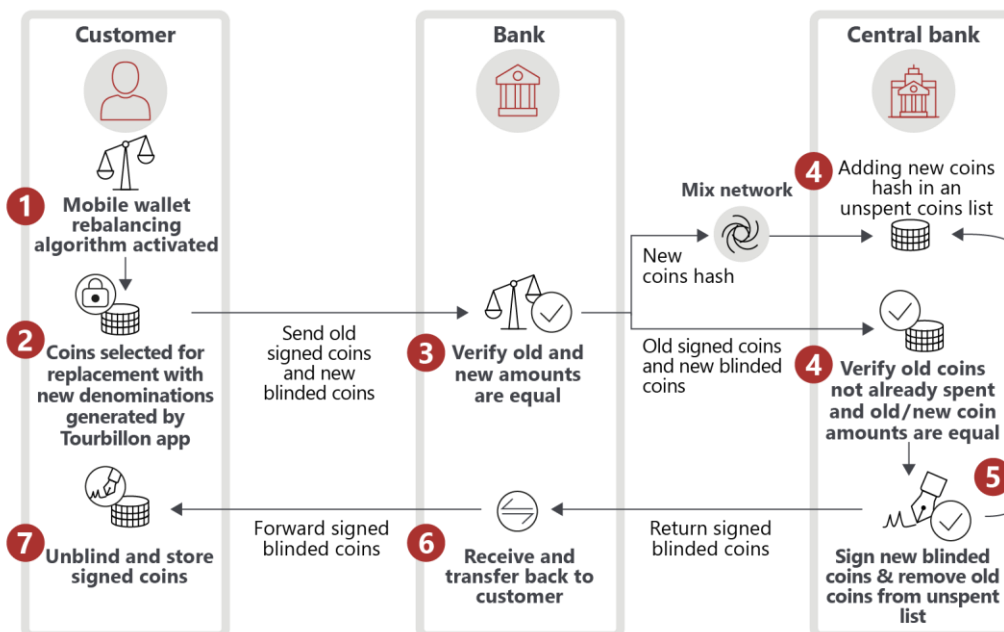 Customer
Bank
Central bank
1
Mobile wallet
rebalancing
algorithm activated
Mix network
4
Adding new coins
hash in an
unspent coins list
New
coins hash
2
Coins selected for
replacement with
new denominations
generated by
Tourbillon app
Send old
signed coins
and new
blinded coins
3
Verify old and
new amounts
are equal
Old signed coins
and new blinded
coins
4
Verify old coins
not already spent
and old/new coin
amounts are equal
5
7
Unblind and store
signed coins
Forward signed
blinded coins
6
Receive and
transfer back to
customer
Return signed
blinded coins
Sign new blinded
coins & remove old
coins from unspent
list